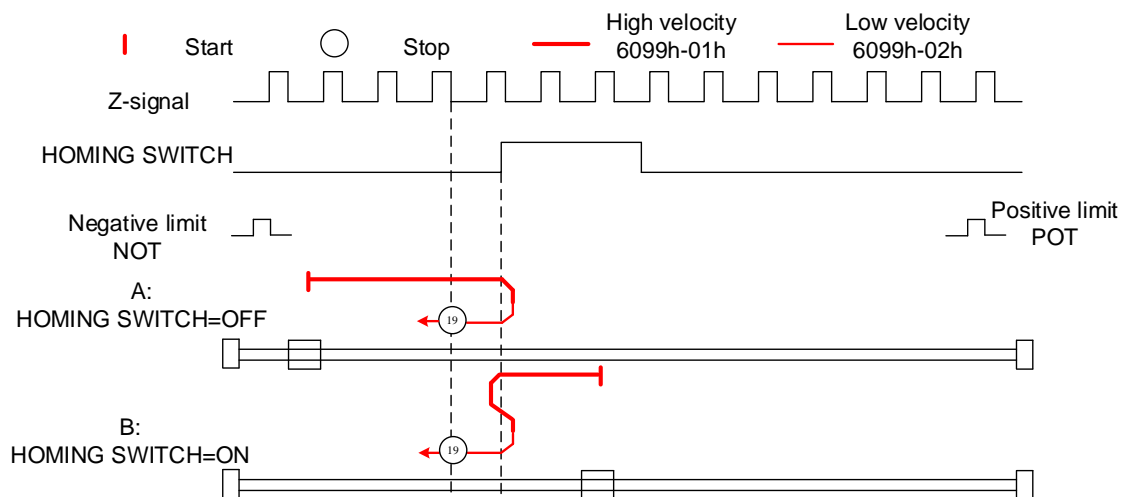 Start
Stop
High velocity
6099h-01h
Low velocity
6099h-02h
Z-signal
HOMING SWITCH
Negative limit
NOT
Positive limit
POT
A:
HOMING SWITCH=OFF
19
B:
HOMING SWITCH=ON
19